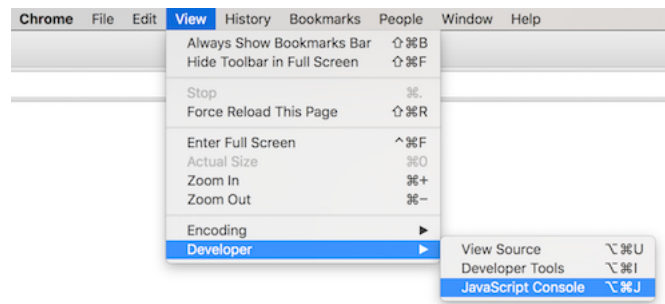 Chrome File Edit View History Bookmarks People Window Help
Always Show Bookmarks Bar ⇧⌘B
Hide Toolbar in Full Screen ⇧⌘F
Stop ⌘.
Force Reload This Page ⇧⌘R
Enter Full Screen ^⌘F
Actual Size ⌘0
Zoom In ⌘+
Zoom Out ⌘−
Encoding ▶
Developer ▶
View Source ⌥⌘U
Developer Tools ⌥⌘I
JavaScript Console ⌥⌘J